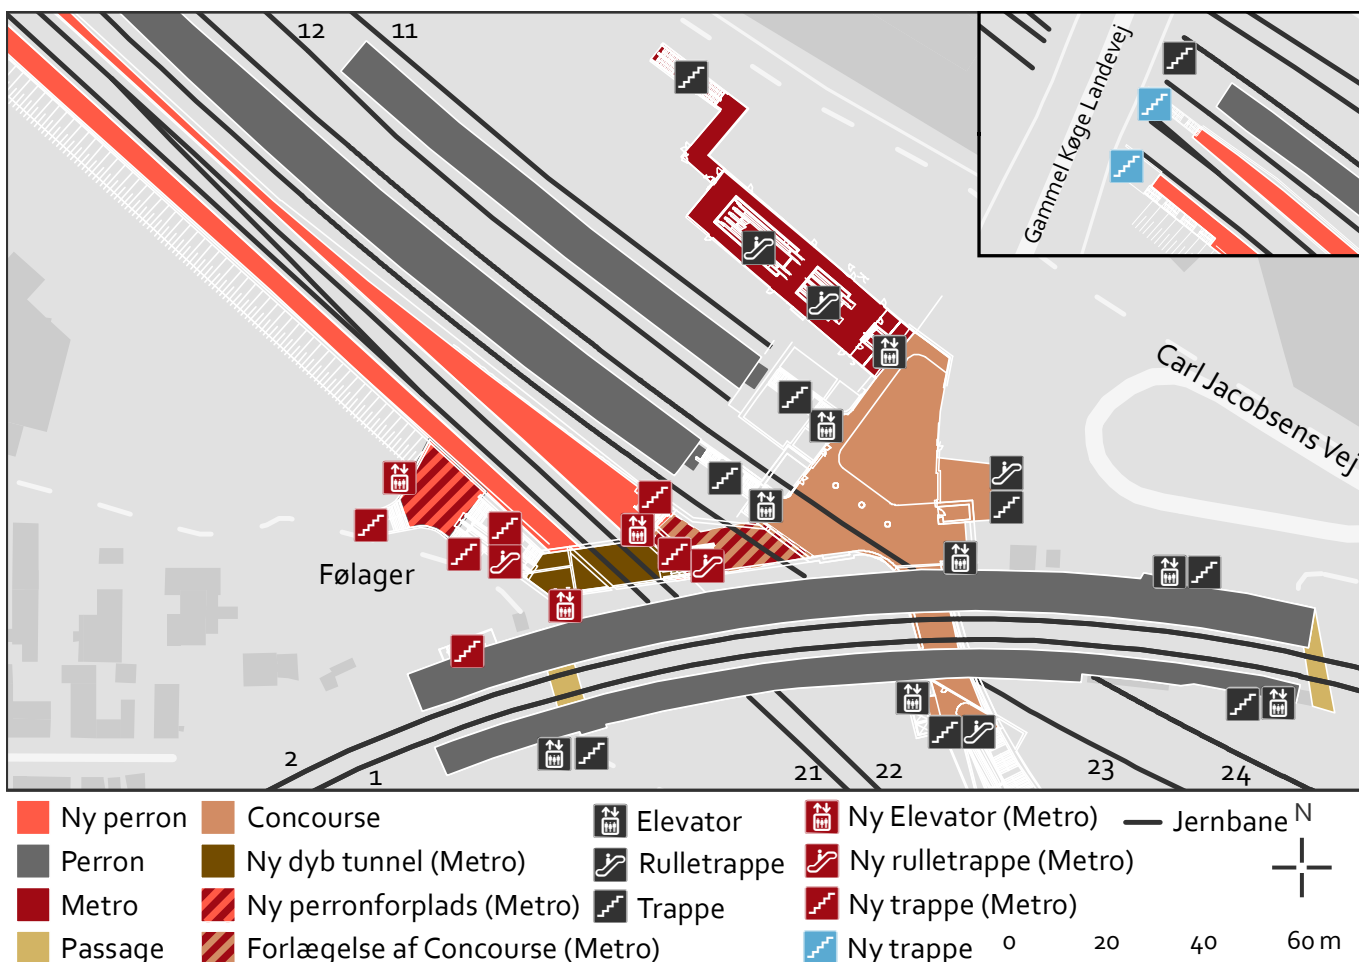 12
11
Gammel Køge Landevej
Carl Jacobsens Vej
Følager
2
1
21
22
23
24
Ny perron
Concourse
Elevator
Ny Elevator (Metro)
Jernbane
N
Perron
Ny dyb tunnel (Metro)
Rulletrappe
Ny rulletrappe (Metro)
Metro
Ny perronforplads (Metro)
Trappe
Ny trappe (Metro)
Passage
Forlægelse af Concourse (Metro)
Ny trappe
0 20 40 60 m